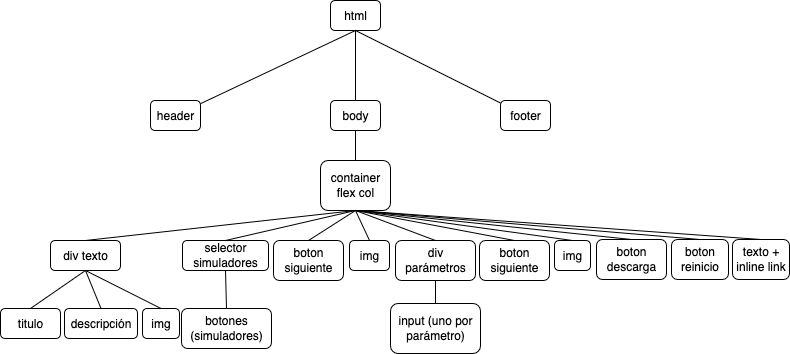 html
header
body
footer
container
flex col
div texto
selector
simuladores
boton
siguiente
img
div
parámetros
boton
siguiente
img
boton
descarga
boton
reinicio
texto +
inline link
titulo
descripción
img
botones
(simuladores)
input (uno por
parámetro)